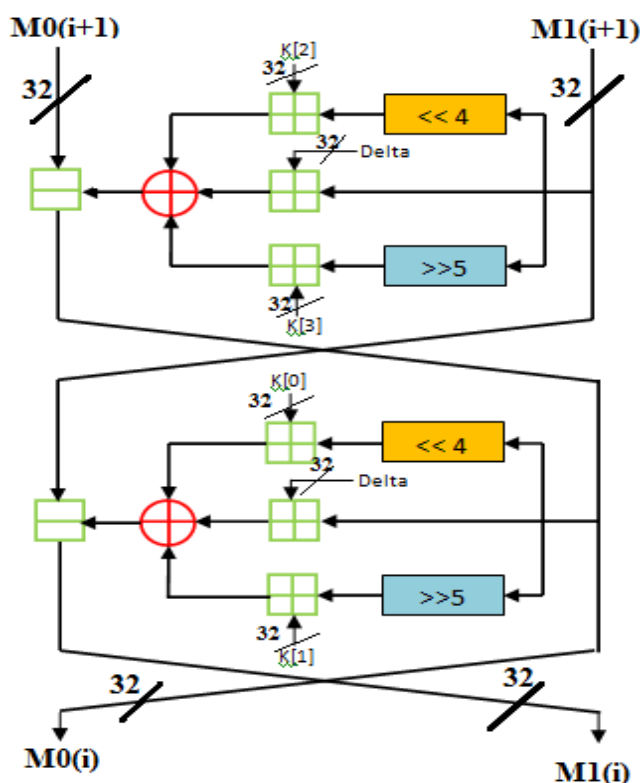 M0(i+1) M1(i+1)
K[2]
32 32 32
<< 4
32 Delta
>>5
32
K[3]
K[0]
32
<< 4
32
Delta
>>5
32
K[1]
32 32
M0(i) M1(i)